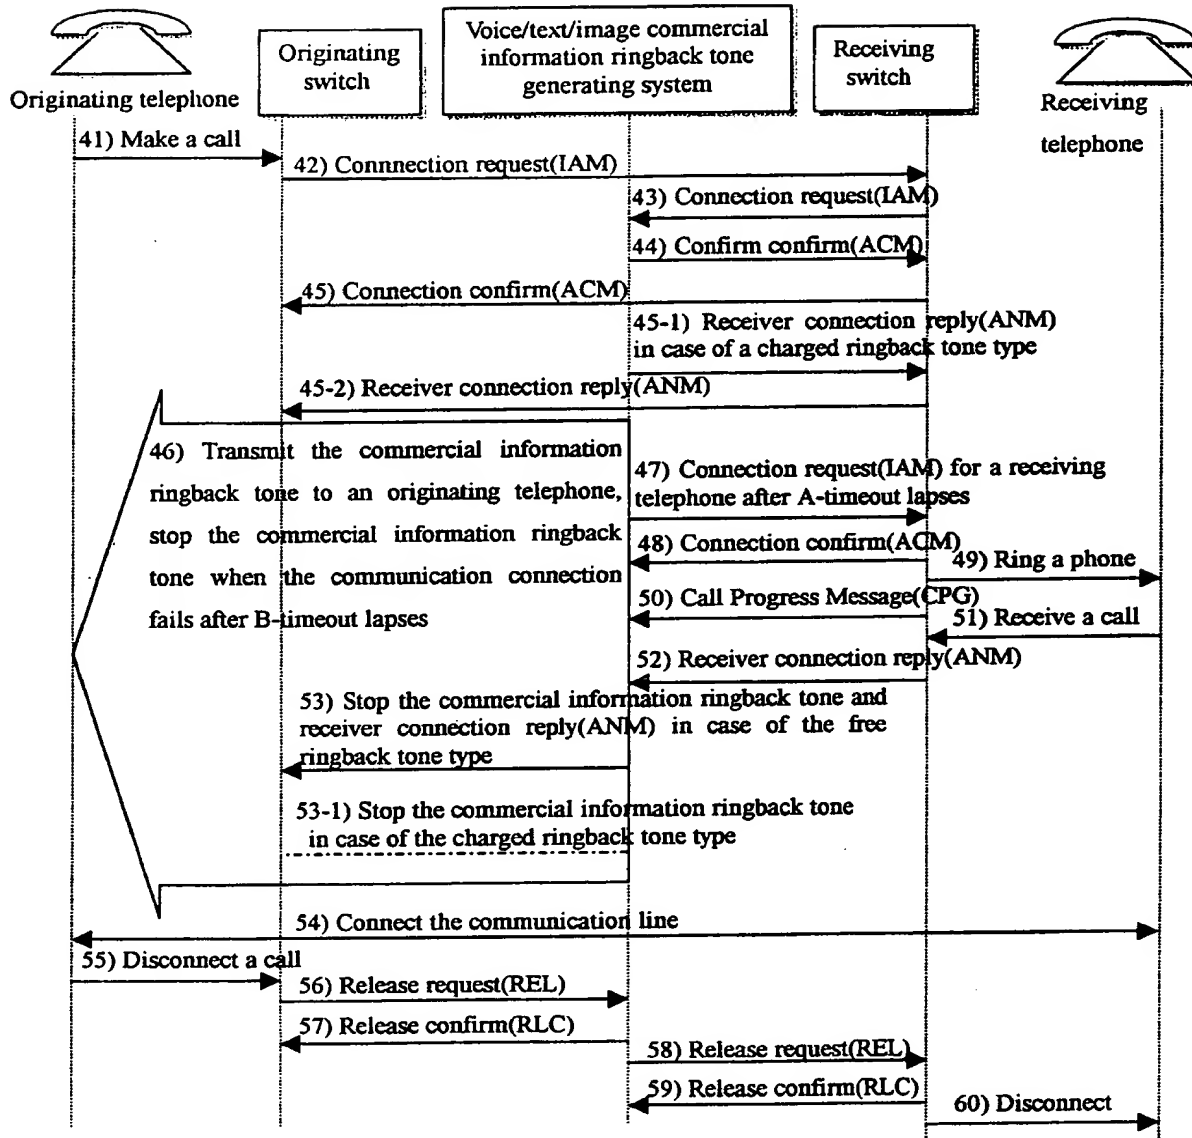 Originating telephone
Originating
switch
Voice/text/image commercial
information ringback tone
generating system
Receiving
switch
Receiving
telephone
41) Make a call
42) Connnection request(IAM)
43) Connection request(IAM)
44) Confirm confirm(ACM)
45) Connection confirm(ACM)
45-1) Receiver connection reply(ANM)
in case of a charged ringback tone type
45-2) Receiver connection reply(ANM)
46) Transmit the commercial information
ringback tone to an originating telephone,
stop the commercial information ringback
tone when the communication connection
fails after B-timeout lapses
47) Connection request(IAM) for a receiving
telephone after A-timeout lapses
48) Connection confirm(ACM)
49) Ring a phone
50) Call Progress Message(CPG)
51) Receive a call
52) Receiver connection reply(ANM)
53) Stop the commercial information ringback tone and
receiver connection reply(ANM) in case of the free
ringback tone type
53-1) Stop the commercial information ringback tone
in case of the charged ringback tone type
54) Connect the communication line
55) Disconnect a call
56) Release request(REL)
57) Release confirm(RLC)
58) Release request(REL)
59) Release confirm(RLC)
60) Disconnect